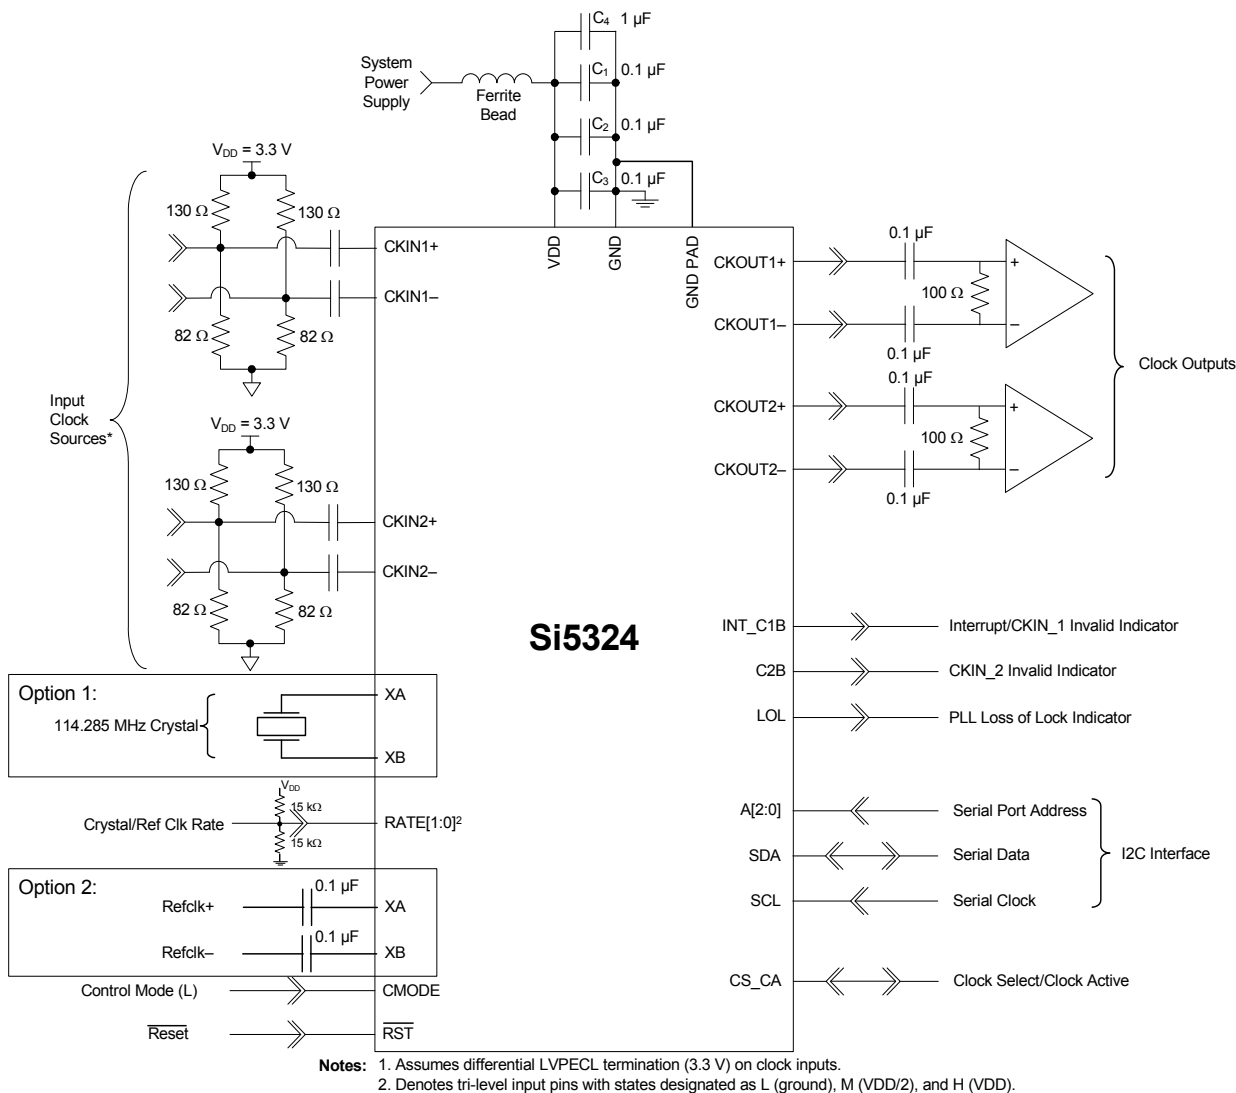 C4 1 µF
System
Power
Supply
Ferrite
Bead
C1 0.1 µF
C2 0.1 µF
C3 0.1 µF
VDD = 3.3 V
130 Ω
130 Ω
82 Ω
82 Ω
CKIN1+
CKIN1–
VDD
GND
GND PAD
CKOUT1+
CKOUT1–
0.1 µF
100 Ω
+
–
0.1 µF
0.1 µF
CKOUT2+
CKOUT2–
100 Ω
+
–
0.1 µF
Clock Outputs
Input
Clock
Sources*
VDD = 3.3 V
130 Ω
130 Ω
82 Ω
82 Ω
CKIN2+
CKIN2–
Si5324
INT_C1B Interrupt/CKIN_1 Invalid Indicator
C2B CKIN_2 Invalid Indicator
LOL PLL Loss of Lock Indicator
Option 1:
114.285 MHz Crystal
XA
XB
VDD
15 kΩ
Crystal/Ref Clk Rate
RATE[1:0]²
15 kΩ
A[2:0] Serial Port Address
SDA Serial Data
SCL Serial Clock
I2C Interface
Option 2:
0.1 µF
Refclk+
XA
0.1 µF
Refclk–
XB
Control Mode (L) CMODE
CS_CA Clock Select/Clock Active
Reset RST
Notes: 1. Assumes differential LVPECL termination (3.3 V) on clock inputs.
2. Denotes tri-level input pins with states designated as L (ground), M (VDD/2), and H (VDD).